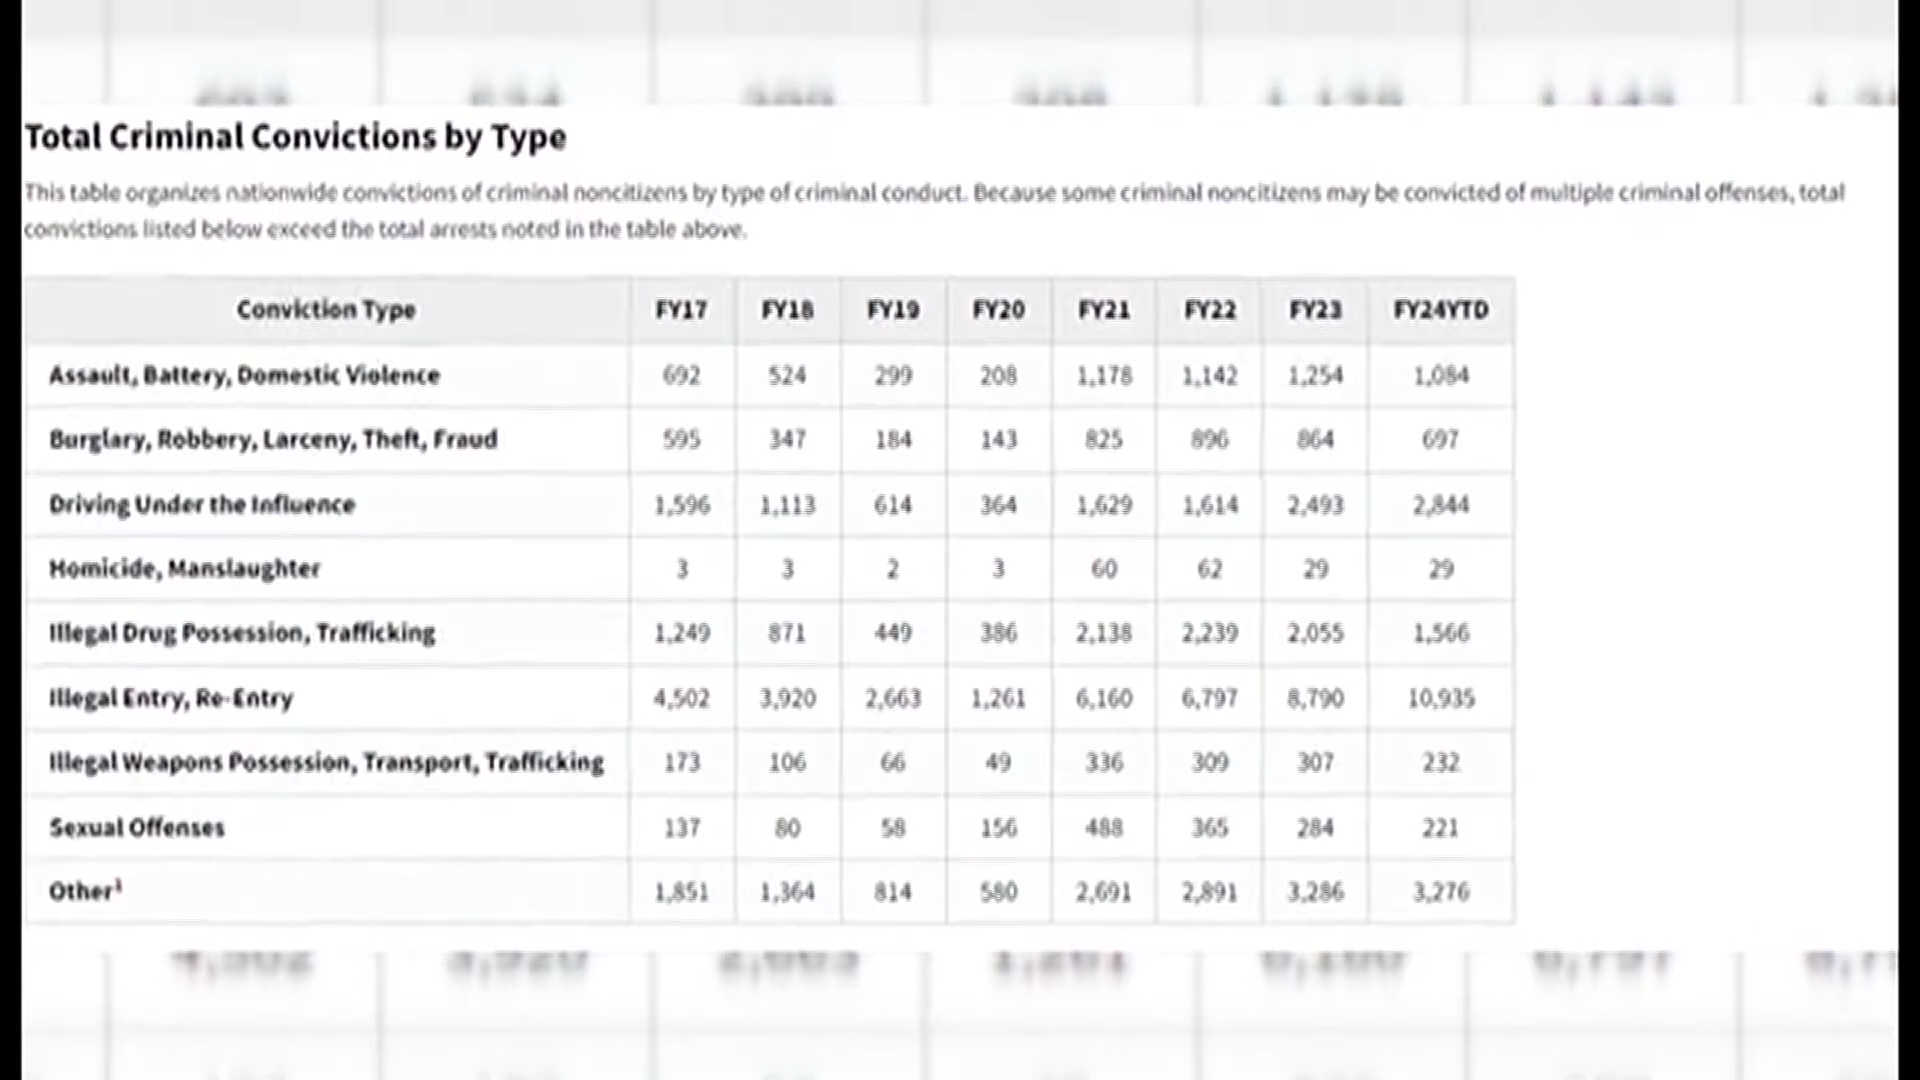 Total Criminal Convictions by Type
This table organizes nationwide convictions of criminal noncitizens by type of criminal conduct. Because some criminal noncitizens may be convicted of multiple criminal offenses, total
convictions listed below exceed the total arrests noted in the table above.
Conviction Type FY17 FY18 FY19 FY20 FY21 FY22 FY23 FY24YTD
Assault, Battery, Domestic Violence 692 524 299 208 1,178 1,142 1,254 1,084
Burglary, Robbery, Larceny, Theft, Fraud 595 347 184 143 825 896 864 697
Driving Under the Influence 1,596 1,113 614 364 1,629 1,614 2,493 2,844
Homicide, Manslaughter 3 3 2 3 60 62 29 29
Illegal Drug Possession, Trafficking 1,249 871 449 386 2,138 2,239 2,055 1,566
Illegal Entry, Re-Entry 4,502 3,920 2,663 1,261 6,160 6,797 8,790 10,935
Illegal Weapons Possession, Transport, Trafficking 173 106 66 49 336 309 307 232
Sexual Offenses 137 80 58 156 488 365 284 221
Other¹ 1,851 1,364 814 580 2,691 2,891 3,286 3,276